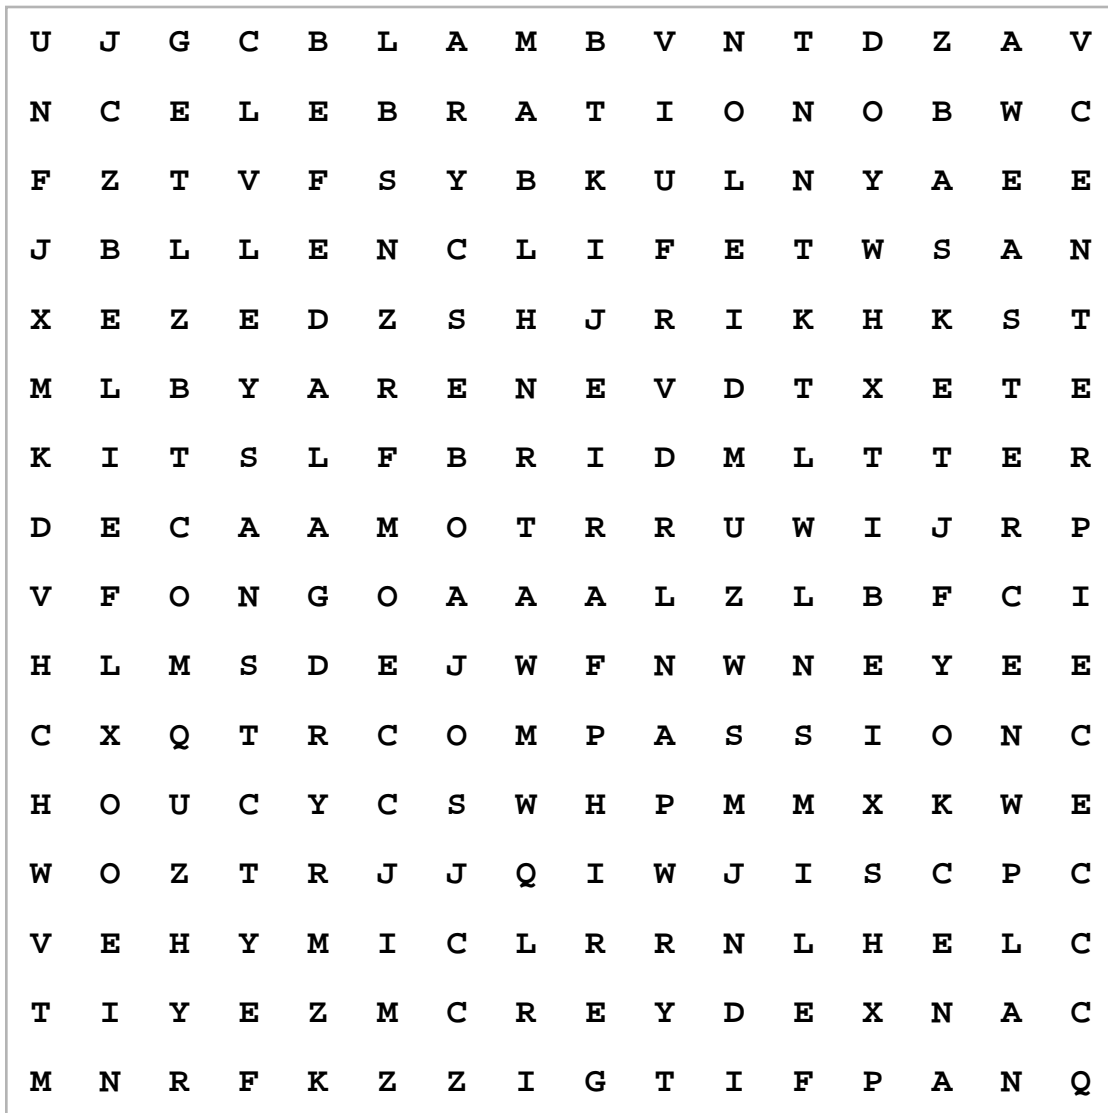 U J G C B L A M B V N T D Z A V
N C E L E B R A T I O N O B W C
F Z T V F S Y B K U L N Y A E E
J B L L E N C L I F E T W S A N
X E Z E D Z S H J R I K H K S T
M L B Y A R E N E V D T X E T E
K I T S L F B R I D M L T T E R
D E C A A M O T R R U W I J R P
V F O N G O A A A L Z L B F C I
H L M S D E J W F N W N E Y E E
C X Q T R C O M P A S S I O N C
H O U C Y C S W H P M M X K W E
W O Z T R J J Q I W J I S C P C
V E H Y M I C L R R N L H E L C
T I Y E Z M C R E Y D E X N A C
M N R F K Z Z I G T I F P A N Q